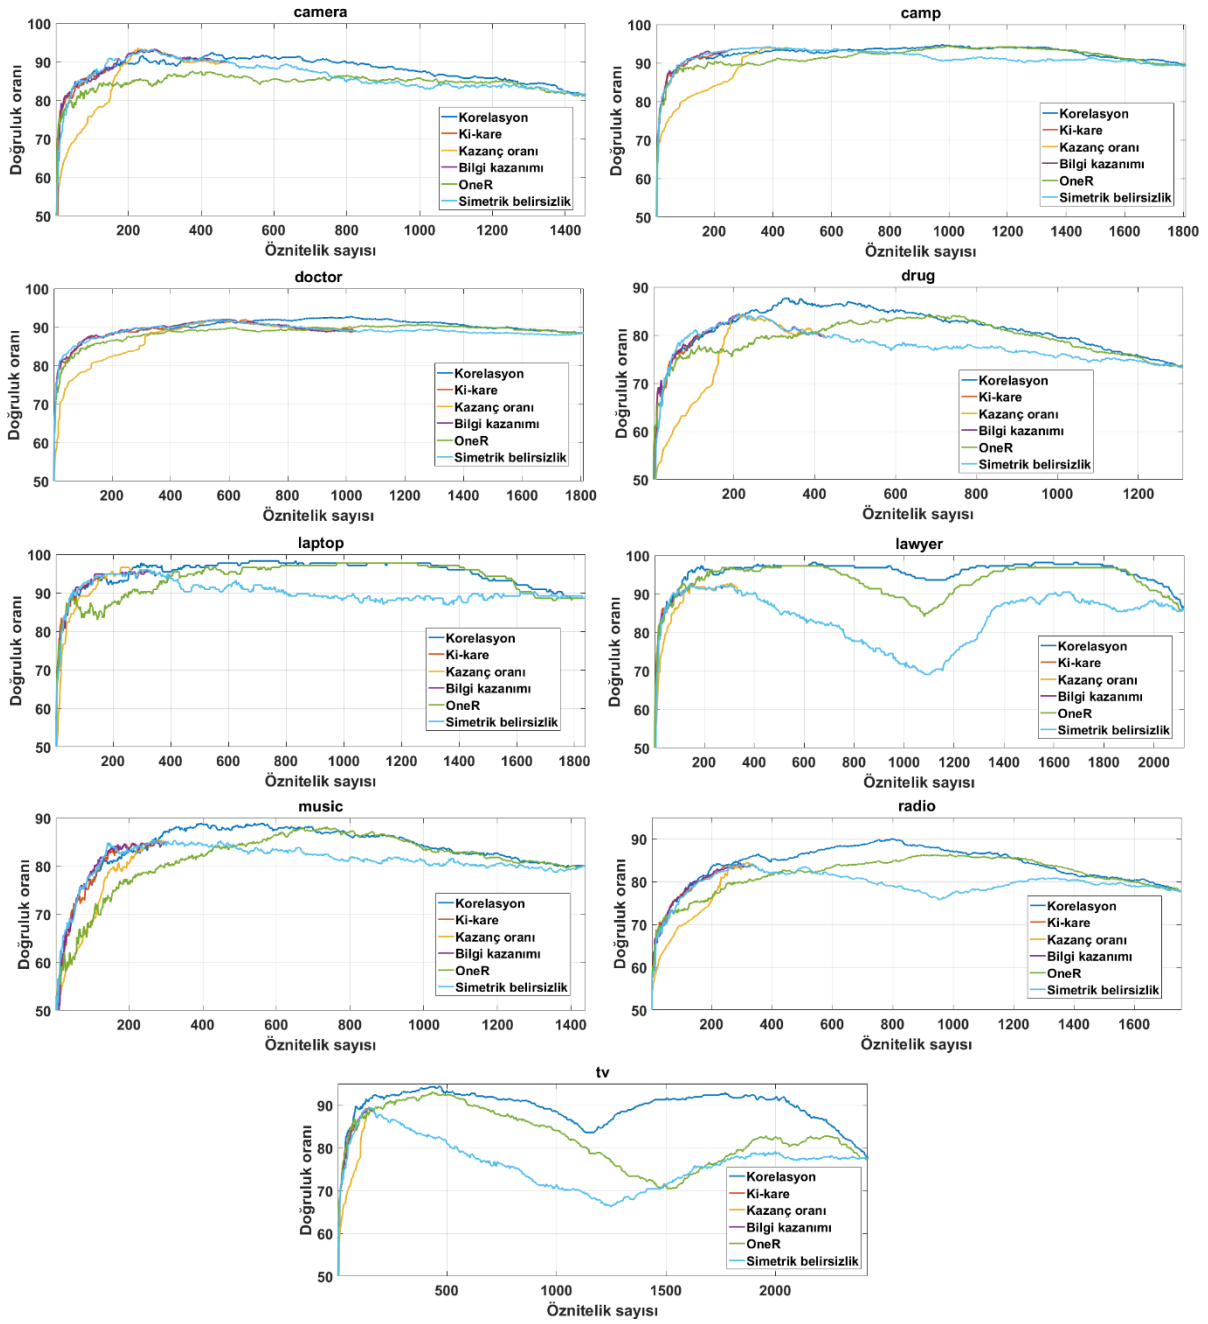 camera
Doğruluk oranı
100
90
80
70
60
50
200 400 600 800 1000 1200 1400
Öznitelik sayısı
Korelasyon
Ki-kare
Kazanç oranı
Bilgi kazanımı
OneR
Simetrik belirsizlik
camp
Doğruluk oranı
100
90
80
70
60
50
200 400 600 800 1000 1200 1400 1600 1800
Öznitelik sayısı
Korelasyon
Ki-kare
Kazanç oranı
Bilgi kazanımı
OneR
Simetrik belirsizlik
doctor
Doğruluk oranı
100
90
80
70
60
50
200 400 600 800 1000 1200 1400 1600 1800
Öznitelik sayısı
Korelasyon
Ki-kare
Kazanç oranı
Bilgi kazanımı
OneR
Simetrik belirsizlik
drug
Doğruluk oranı
90
80
70
60
50
200 400 600 800 1000 1200
Öznitelik sayısı
Korelasyon
Ki-kare
Kazanç oranı
Bilgi kazanımı
OneR
Simetrik belirsizlik
laptop
Doğruluk oranı
100
90
80
70
60
50
200 400 600 800 1000 1200 1400 1600 1800
Öznitelik sayısı
Korelasyon
Ki-kare
Kazanç oranı
Bilgi kazanımı
OneR
Simetrik belirsizlik
lawyer
Doğruluk oranı
100
90
80
70
60
50
200 400 600 800 1000 1200 1400 1600 1800 2000
Öznitelik sayısı
Korelasyon
Ki-kare
Kazanç oranı
Bilgi kazanımı
OneR
Simetrik belirsizlik
music
Doğruluk oranı
90
80
70
60
50
200 400 600 800 1000 1200 1400
Öznitelik sayısı
Korelasyon
Ki-kare
Kazanç oranı
Bilgi kazanımı
OneR
Simetrik belirsizlik
radio
Doğruluk oranı
90
80
70
60
50
200 400 600 800 1000 1200 1400 1600
Öznitelik sayısı
Korelasyon
Ki-kare
Kazanç oranı
Bilgi kazanımı
OneR
Simetrik belirsizlik
tv
Doğruluk oranı
90
80
70
60
50
500 1000 1500 2000
Öznitelik sayısı
Korelasyon
Ki-kare
Kazanç oranı
Bilgi kazanımı
OneR
Simetrik belirsizlik